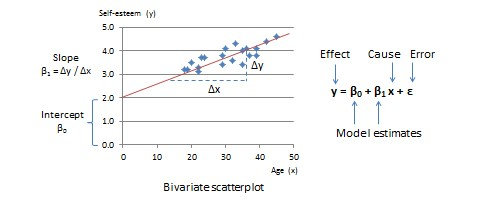 Self-esteem (y)
5.0
4.0
3.0
2.0
1.0
0.0
0 10 20 30 40 50
Age (x)
Δy
Δx
Slope
β₁ = Δy / Δx
Intercept
β₀
Bivariate scatterplot
Effect Cause Error
y = β₀ + β₁ x + ε
Model estimates